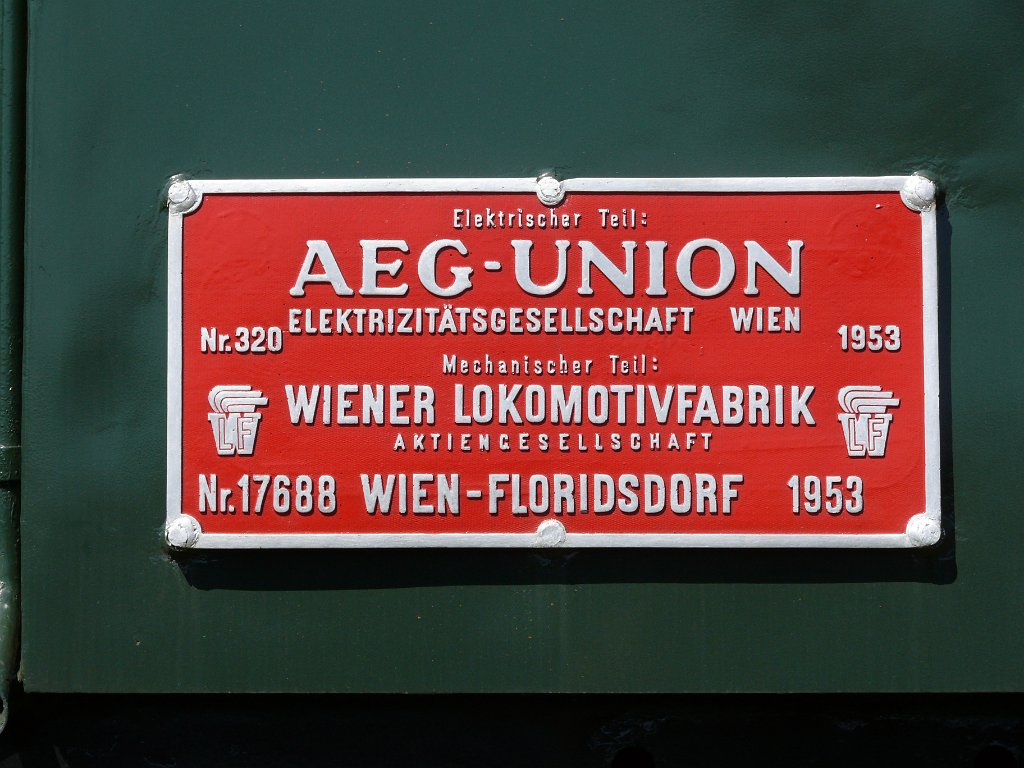 Elektrischer Teil:
AEG-UNION
ELEKTRIZITÄTSGESELLSCHAFT WIEN
Nr.320 1953
Mechanischer Teil:
LF WIENER LOKOMOTIVFABRIK LF
AKTIENGESELLSCHAFT
Nr.17688 WIEN-FLORIDSDORF 1953